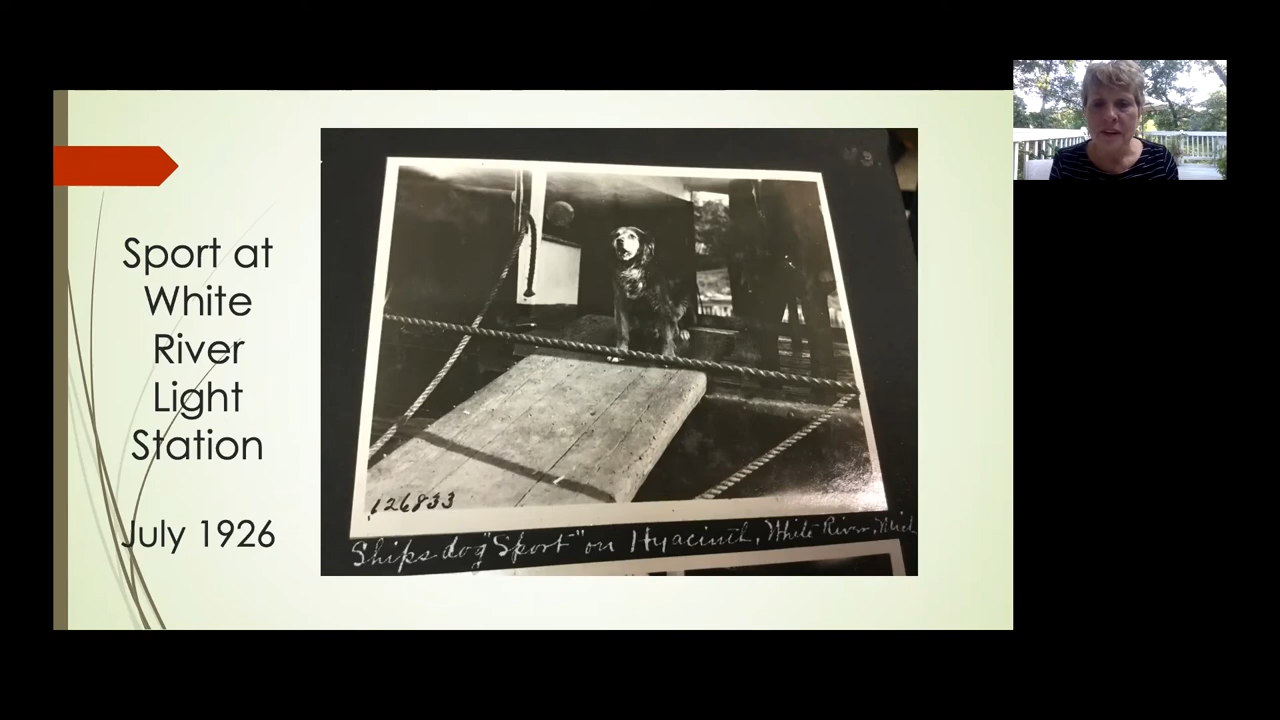 Sport at
White
River
Light
Station
July 1926
126833
Ships dog "Sport" on Hyacinth, White River, Mich